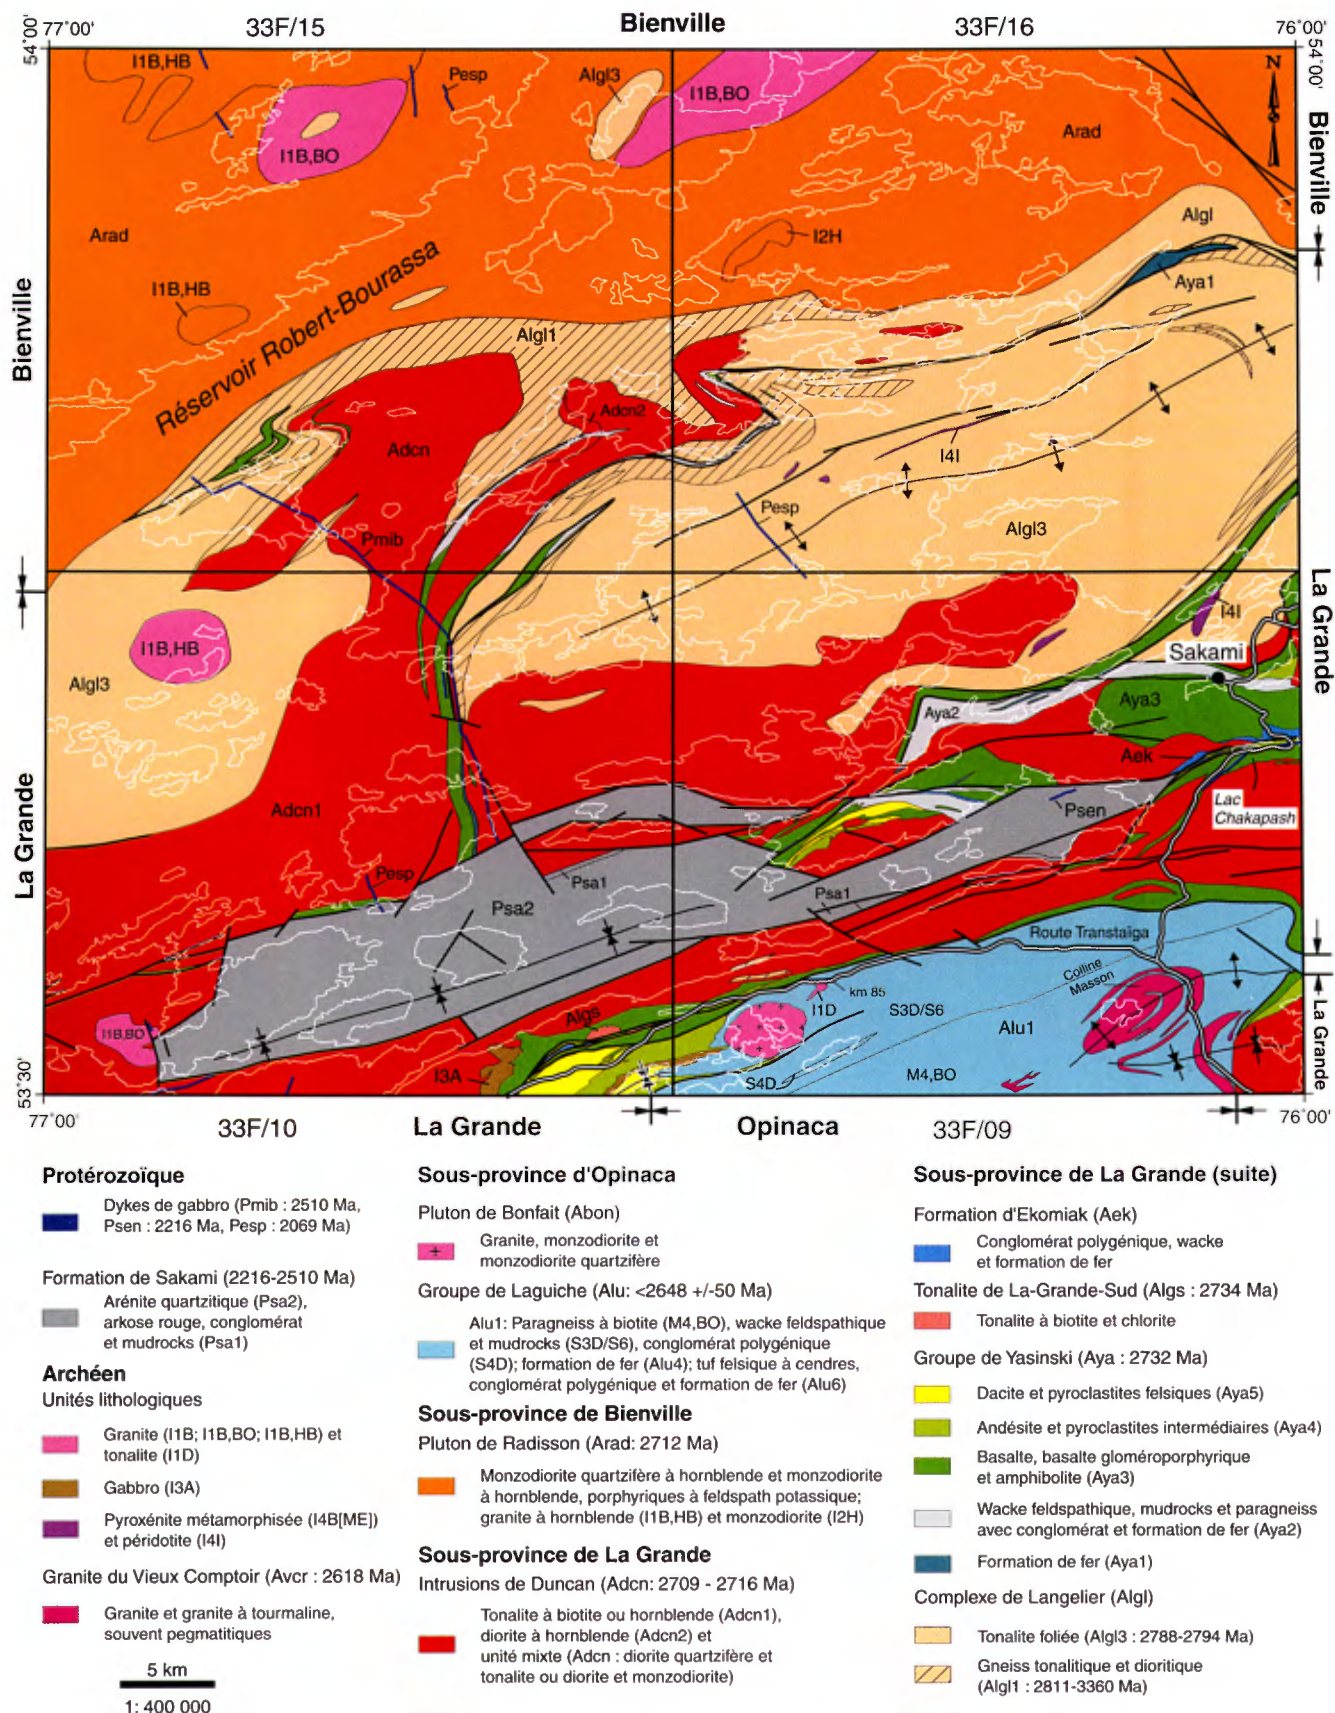 77°00'
33F/15
Bienville
33F/16
76°00'
54°00'
54°00'
I1B,HB
Pesp
Algl3
I1B,BO
N
I1B,BO
Arad
Bienville
Algl
Arad
I2H
I1B,HB
Aya1
Bienville
Réservoir Robert-Bourassa
Algl1
Adcn2
Adcn
I4I
Pesp
Algl3
Pmib
La Grande
I4I
I1B,HB
Sakami
Algl3
Aya3
Aya2
Aek
La Grande
Adcn1
Psen
Lac
Chakapash
Pesp
Psa1
Psa1
Psa2
Route Transtaïga
Colline
Masson
km 85
I1D
S3D/S6
Algs
Alu1
I1B,BO
La Grande
I3A
S4D
M4,BO
53°30'
77°00'
33F/10
La Grande
Opinaca
33F/09
76°00'
Protérozoïque
Dykes de gabbro (Pmib : 2510 Ma,
Psen : 2216 Ma, Pesp : 2069 Ma)
Formation de Sakami (2216-2510 Ma)
Arénite quartzitique (Psa2),
arkose rouge, conglomérat
et mudrocks (Psa1)
Archéen
Unités lithologiques
Granite (I1B; I1B,BO; I1B,HB) et
tonalite (I1D)
Gabbro (I3A)
Pyroxénite métamorphisée (I4B[ME])
et péridotite (I4I)
Granite du Vieux Comptoir (Avcr : 2618 Ma)
Granite et granite à tourmaline,
souvent pegmatitiques
5 km
1: 400 000
Sous-province d'Opinaca
Pluton de Bonfait (Abon)
Granite, monzodiorite et
monzodiorite quartzifère
Groupe de Laguiche (Alu: <2648 +/-50 Ma)
Alu1: Paragneiss à biotite (M4,BO), wacke feldspathique
et mudrocks (S3D/S6), conglomérat polygénique
(S4D); formation de fer (Alu4); tuf felsique à cendres,
conglomérat polygénique et formation de fer (Alu6)
Sous-province de Bienville
Pluton de Radisson (Arad: 2712 Ma)
Monzodiorite quartzifère à hornblende et monzodiorite
à hornblende, porphyriques à feldspath potassique;
granite à hornblende (I1B,HB) et monzodiorite (I2H)
Sous-province de La Grande
Intrusions de Duncan (Adcn: 2709 - 2716 Ma)
Tonalite à biotite ou hornblende (Adcn1),
diorite à hornblende (Adcn2) et
unité mixte (Adcn : diorite quartzifère et
tonalite ou diorite et monzodiorite)
Sous-province de La Grande (suite)
Formation d'Ekomiak (Aek)
Conglomérat polygénique, wacke
et formation de fer
Tonalite de La-Grande-Sud (Algs : 2734 Ma)
Tonalite à biotite et chlorite
Groupe de Yasinski (Aya : 2732 Ma)
Dacite et pyroclastites felsiques (Aya5)
Andésite et pyroclastites intermédiaires (Aya4)
Basalte, basalte gloméroporphyrique
et amphibolite (Aya3)
Wacke feldspathique, mudrocks et paragneiss
avec conglomérat et formation de fer (Aya2)
Formation de fer (Aya1)
Complexe de Langelier (Algl)
Tonalite foliée (Algl3 : 2788-2794 Ma)
Gneiss tonalitique et dioritique
(Algl1 : 2811-3360 Ma)